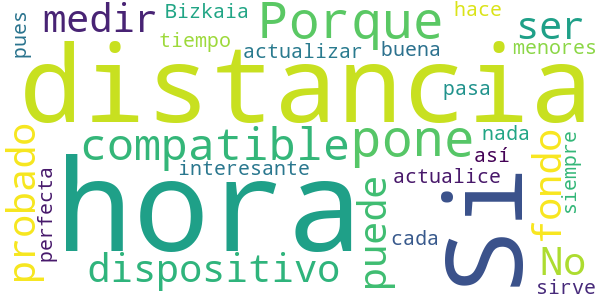 pues
medir
Bizkaia
Porque
hace
ser
tiempo
actualizar
buena
menores
distancia
pasa
probado
compatible
pone
nada
fondo
siempre
perfecta
hora
interesante
así
puede
actualice
Si
dispositivo
cada
No
sirve